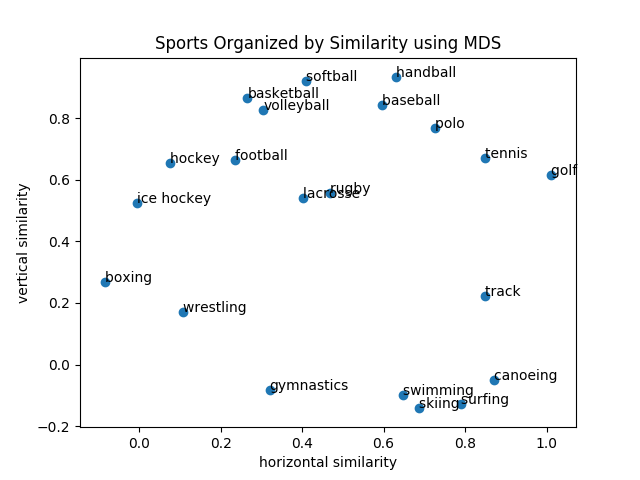 Sports Organized by Similarity using MDS
softball
handball
basketball
volleyball
baseball
polo
tennis
hockey
football
golf
rugby
lacrosse
ice hockey
boxing
track
wrestling
canoeing
gymnastics
swimming
skiing
surfing
vertical similarity
0.8
0.6
0.4
0.2
0.0
−0.2
0.0 0.2 0.4 0.6 0.8 1.0
horizontal similarity